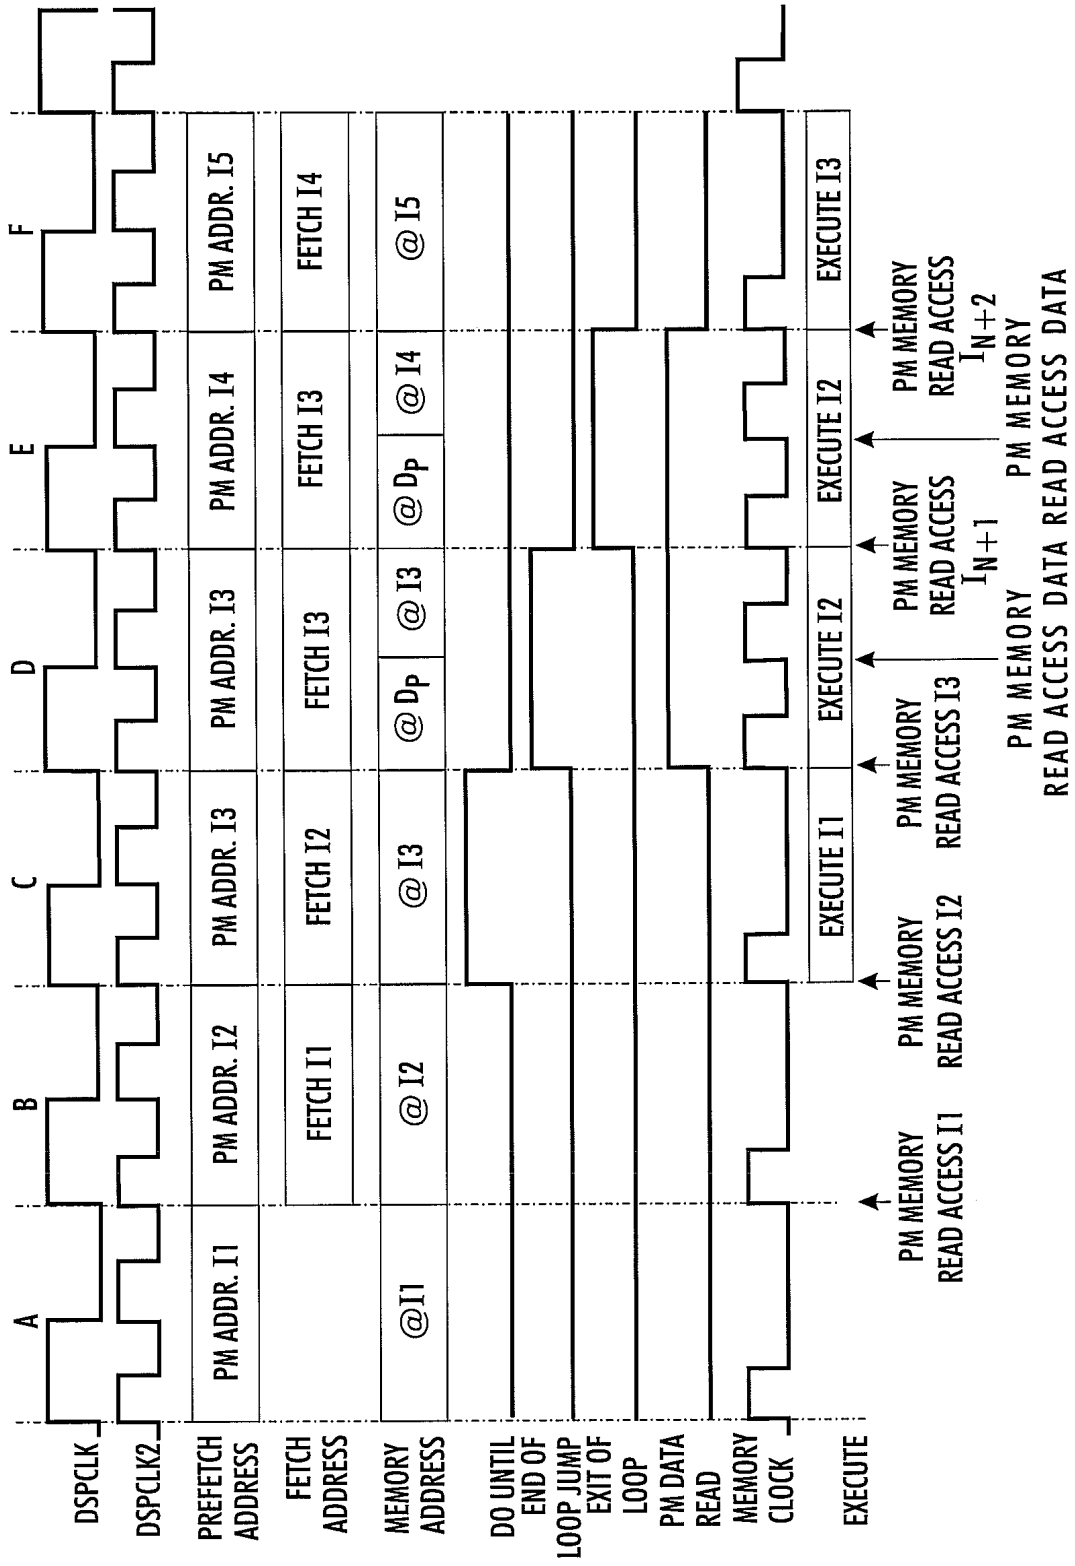 A B C D E F
DSPCLK
DSPCLK2
PREFETCH
ADDRESS
PM ADDR. I1
PM ADDR. I2
PM ADDR. I3
PM ADDR. I3
PM ADDR. I4
PM ADDR. I5
FETCH
ADDRESS
FETCH I1
FETCH I2
FETCH I3
FETCH I3
FETCH I4
MEMORY
ADDRESS
@I1
@I2
@I3
@DP
@I3
@DP
@I4
@I5
DO UNTIL
END OF
LOOP JUMP
EXIT OF
LOOP
PM DATA
READ
MEMORY
CLOCK
EXECUTE
EXECUTE I1
EXECUTE I2
EXECUTE I2
EXECUTE I3
PM MEMORY
READ ACCESS I1
PM MEMORY
READ ACCESS I2
PM MEMORY
READ ACCESS I3
PM MEMORY
READ ACCESS
IN+1
PM MEMORY
READ ACCESS
IN+2
PM MEMORY PM MEMORY
READ ACCESS DATA READ ACCESS DATA